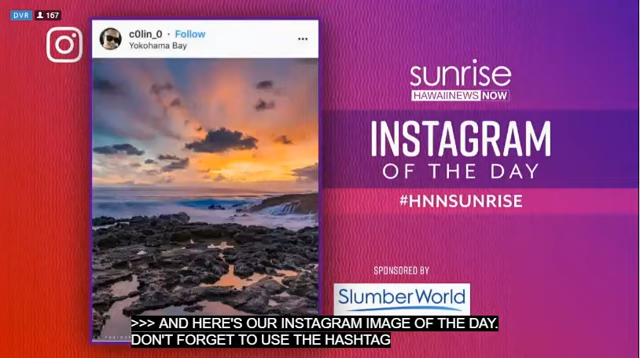 DVR 167
c0lin_0 · Follow
Yokohama Bay
sunrise
HAWAIINEWS NOW
INSTAGRAM
OF THE DAY
#HNNSUNRISE
SPONSORED BY
SlumberWorld
>>> AND HERE'S OUR INSTAGRAM IMAGE OF THE DAY.
DON'T FORGET TO USE THE HASHTAG